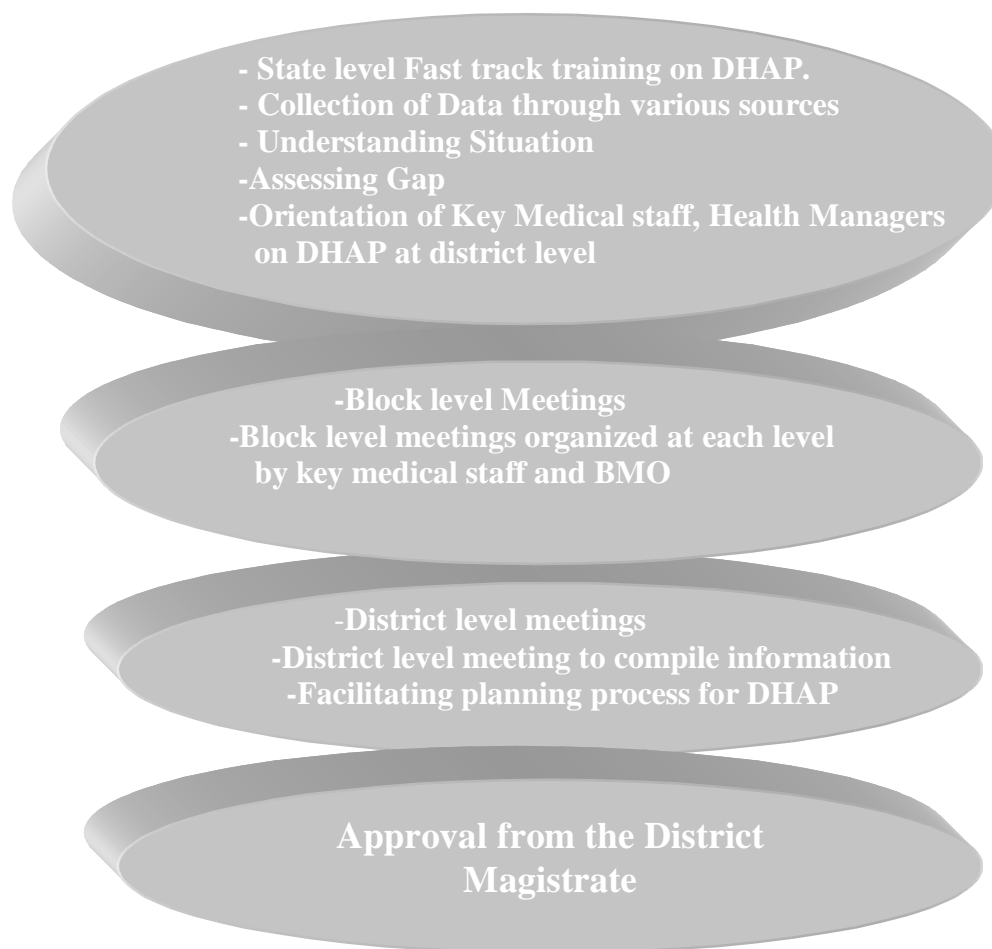 - State level Fast track training on DHAP.
- Collection of Data through various sources
- Understanding Situation
-Assessing Gap
-Orientation of Key Medical staff, Health Managers
on DHAP at district level
-Block level Meetings
-Block level meetings organized at each level
by key medical staff and BMO
-District level meetings
-District level meeting to compile information
-Facilitating planning process for DHAP
Approval from the District
Magistrate